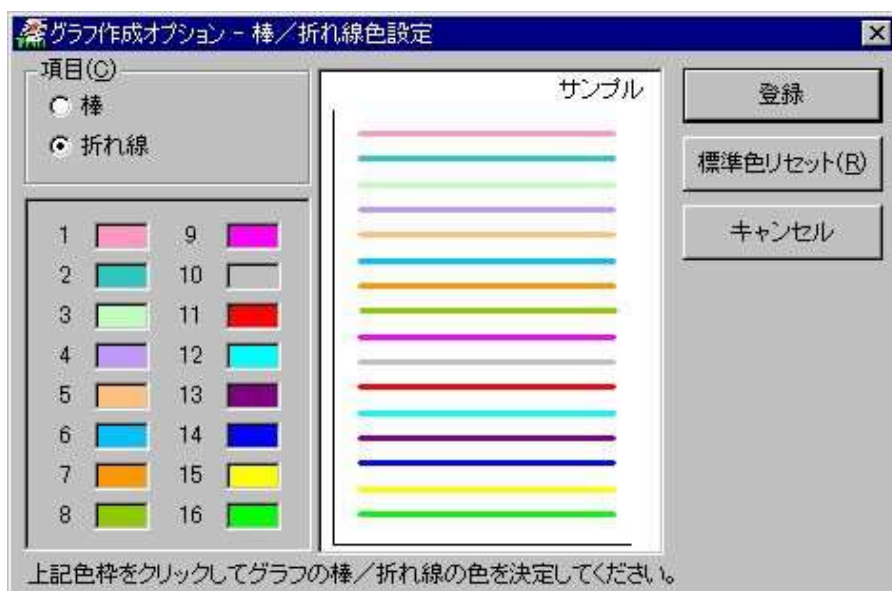 グラフ作成オプション - 棒／折れ線色設定
項目(C)
棒
折れ線
1
2
3
4
5
6
7
8
9
10
11
12
13
14
15
16
サンプル
登録
標準色リセット(R)
キャンセル
上記色枠をクリックしてグラフの棒／折れ線の色を決定してください。